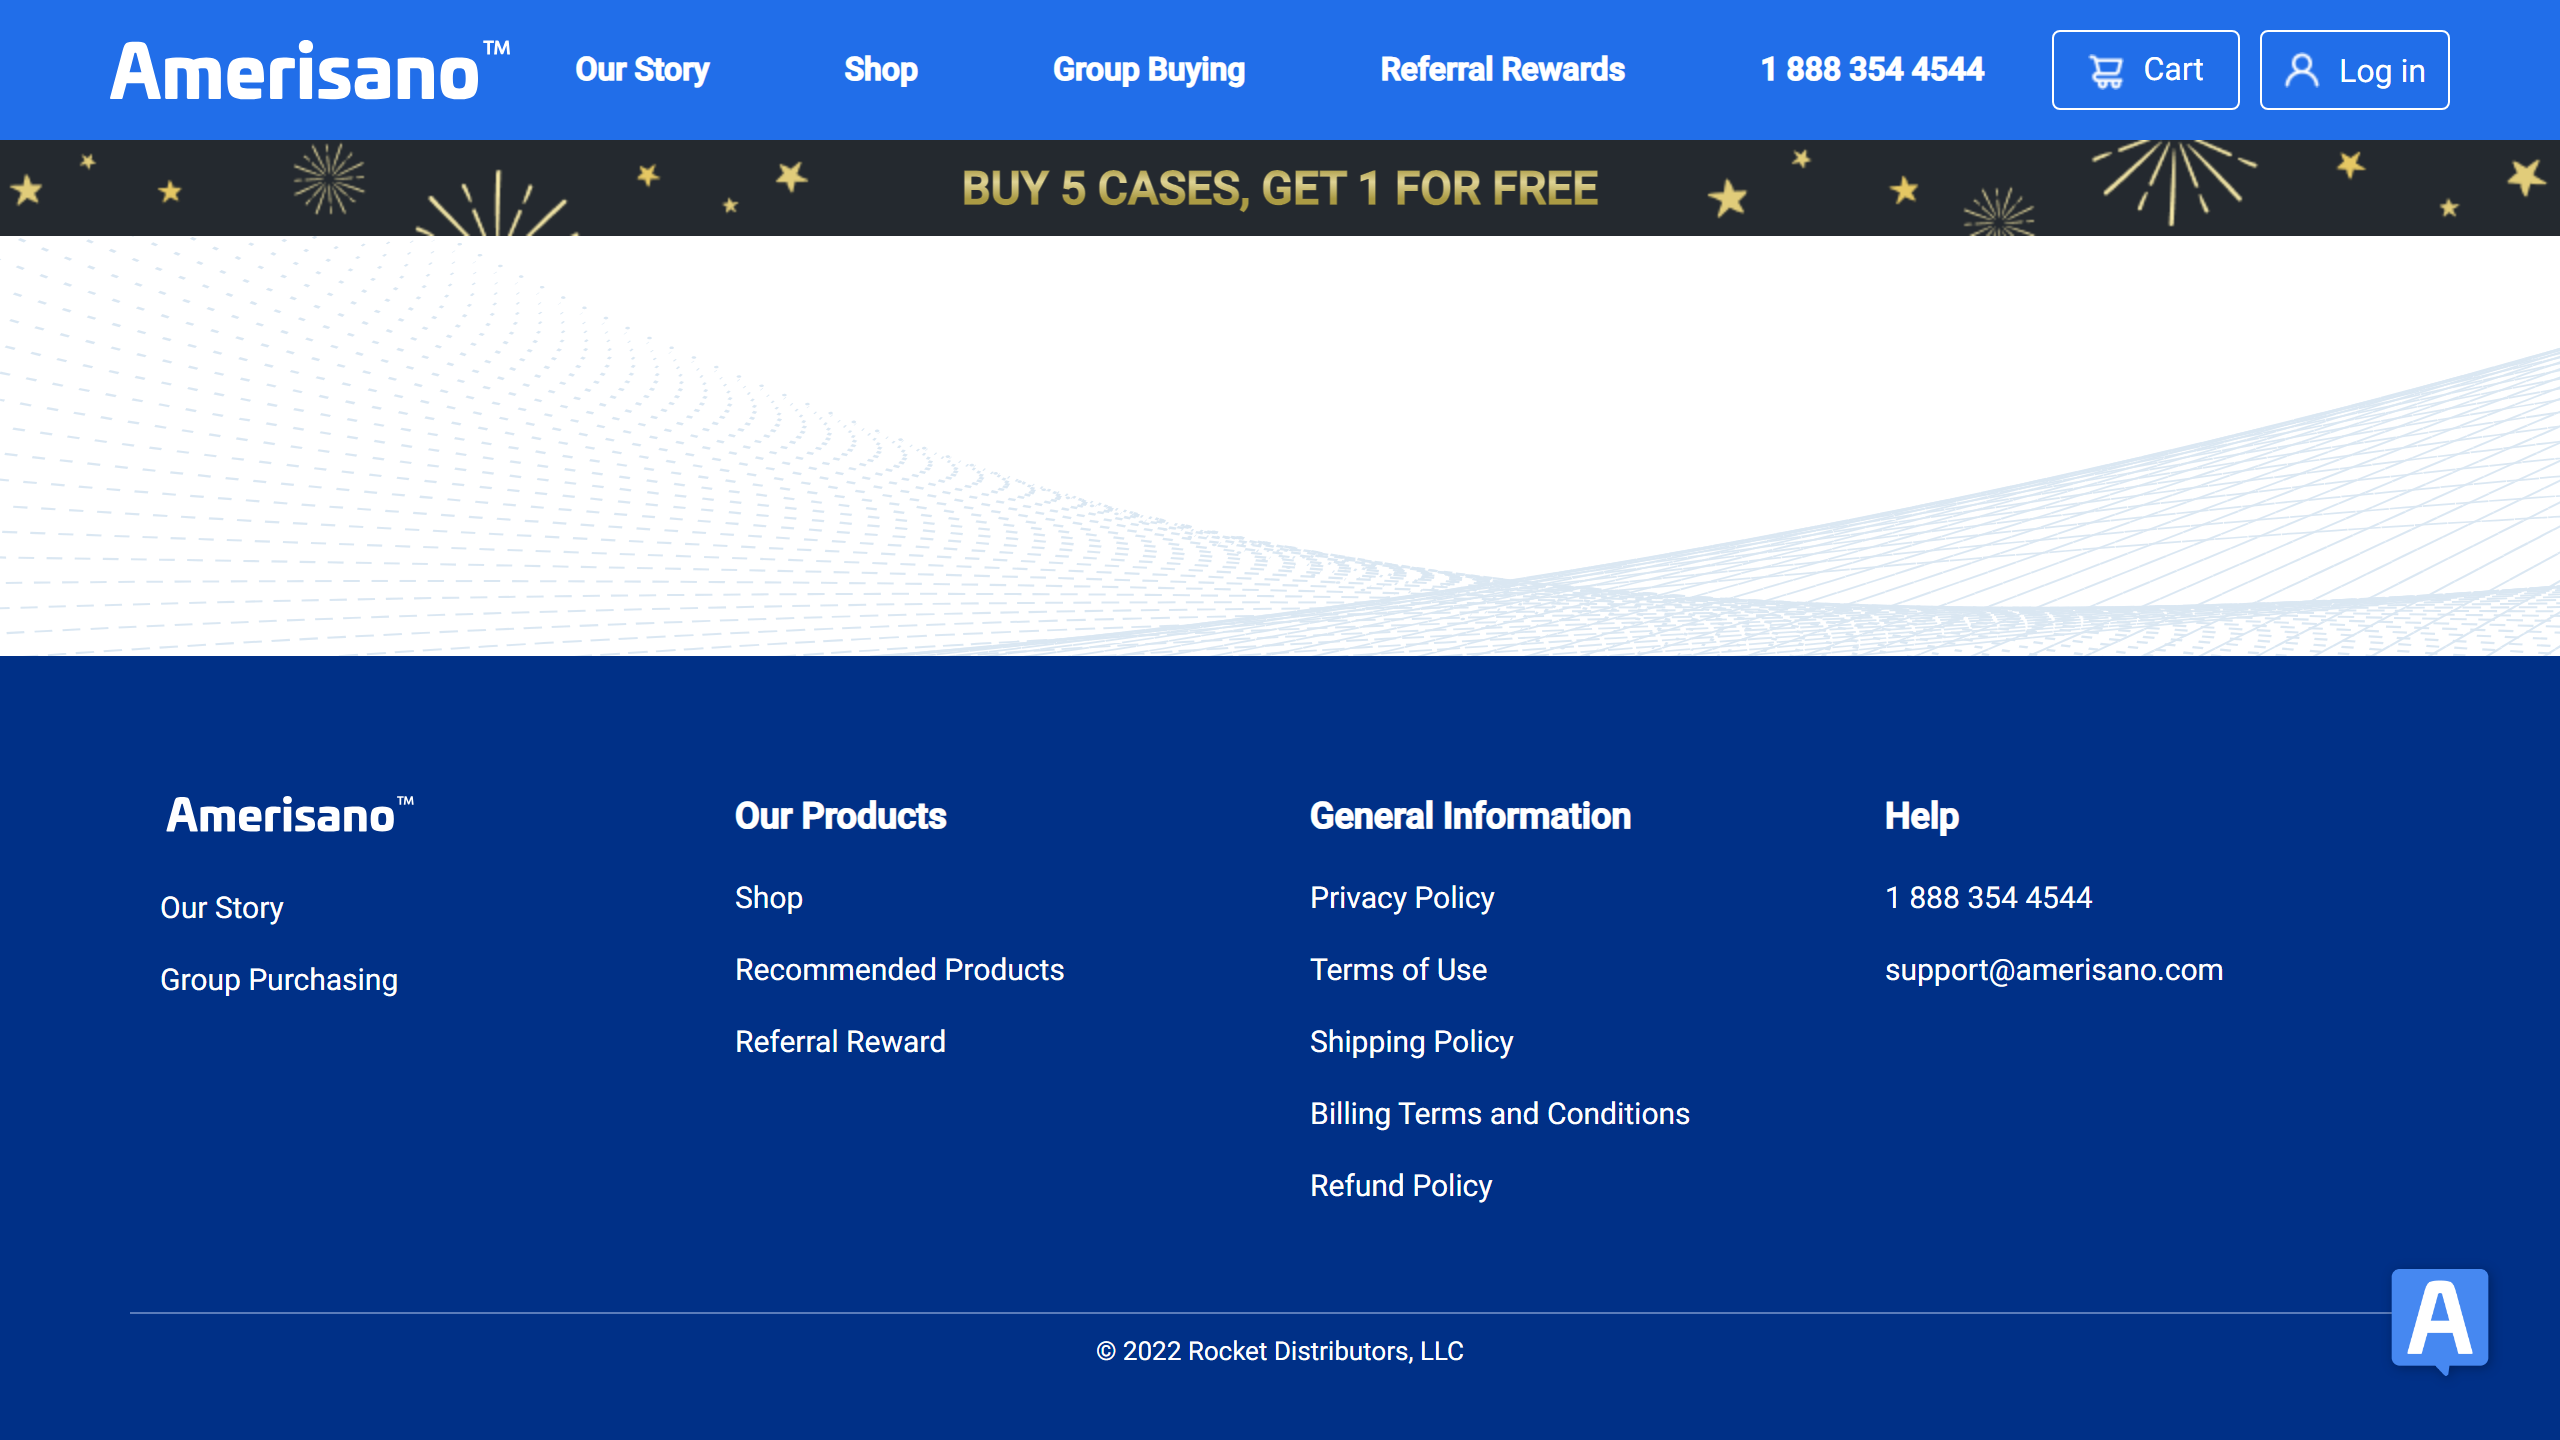 Amerisano™
Our Story
Shop
Group Buying
Referral Rewards
1 888 354 4544
Cart
Log in
BUY 5 CASES, GET 1 FOR FREE
Amerisano™
Our Story
Group Purchasing
Our Products
Shop
Recommended Products
Referral Reward
General Information
Privacy Policy
Terms of Use
Shipping Policy
Billing Terms and Conditions
Refund Policy
Help
1 888 354 4544
support@amerisano.com
A
© 2022 Rocket Distributors, LLC